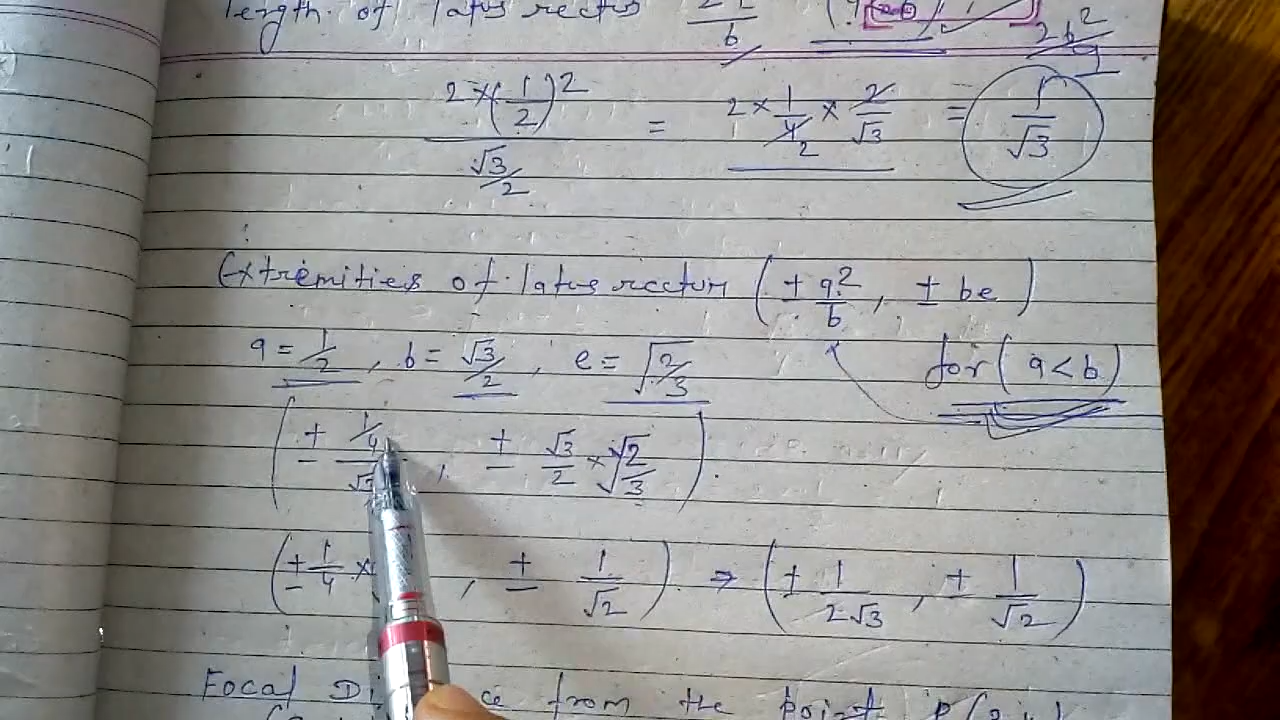 length of latus rectus b 2b²/a
2×(1/2)² / √3/2 = 2 × 1/4 2 × 2/√3 = 1/√3
Extremities of latus rectum (± a²/b, ± be)
a = 1/2, b = √3/2, e = √2/3 for (a<b)
(± 1/4 / √, ± √3/2 × √2/3).
(± 1/4 × , ± 1/√2). ⇒ (± 1/2√3, ± 1/√2)
Focal from the point P(